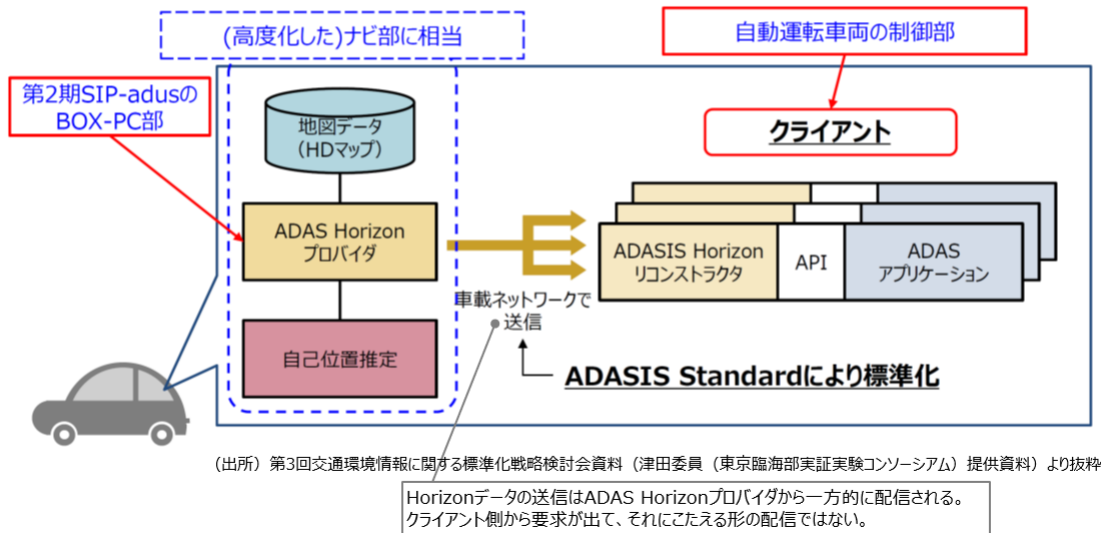 (高度化した)ナビ部に相当
自動運転車両の制御部
第2期SIP-adusの
BOX-PC部
地図データ
(HDマップ)
クライアント
ADAS Horizon
プロバイダ
ADASIS Horizon
リコンストラクタ
API
ADAS
アプリケーション
車載ネットワークで
送信
自己位置推定
ADASIS Standardにより標準化
(出所)第3回交通環境情報に関する標準化戦略検討会資料(津田委員(東京臨海部実証実験コンソーシアム)提供資料)より抜粋
Horizonデータの送信はADAS Horizonプロバイダから一方的に配信される。
クライアント側から要求が出て、それにこたえる形の配信ではない。